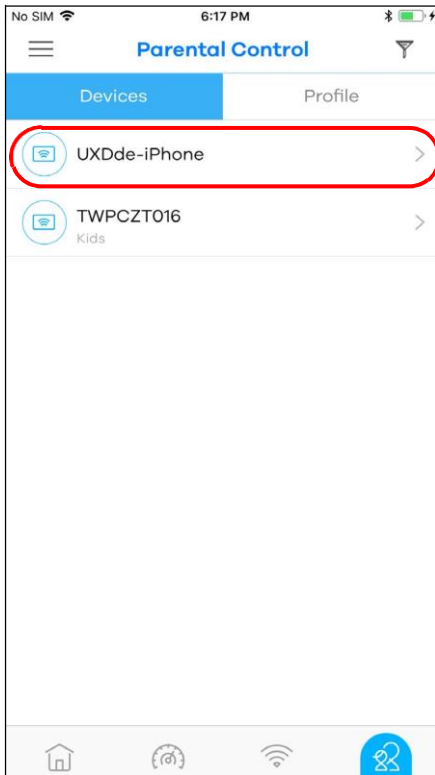 No SIM 6:17 PM
Parental Control
Devices Profile
UXDde-iPhone
TWPCZT016
Kids